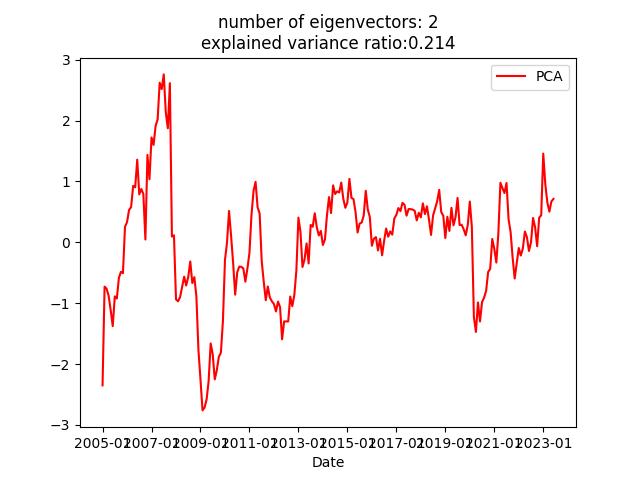 number of eigenvectors: 2
explained variance ratio:0.214
PCA
3
2
1
0
−1
−2
−3
2005-01 2007-01 2009-01 2011-01 2013-01 2015-01 2017-01 2019-01 2021-01 2023-01
Date